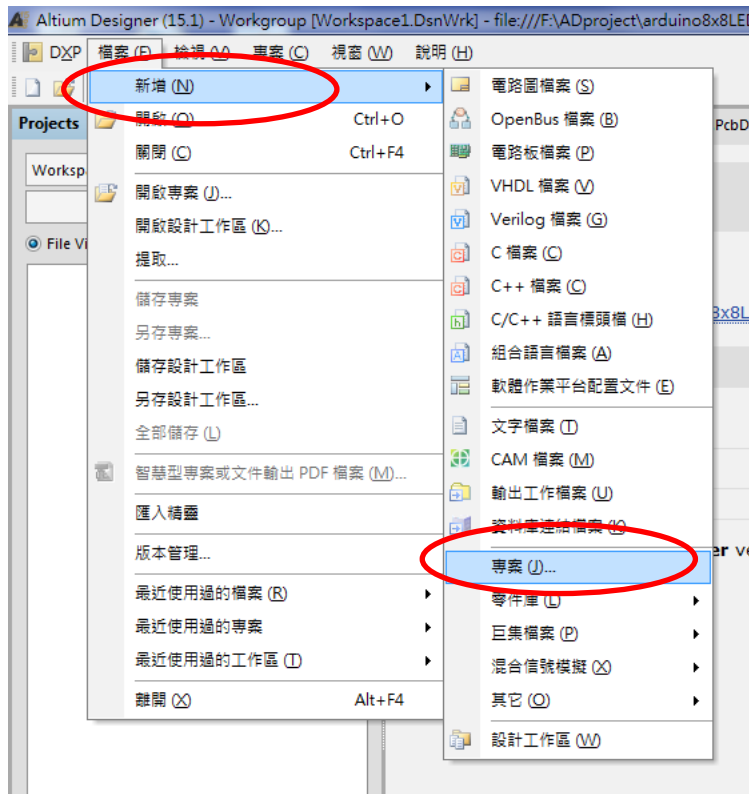 Altium Designer (15.1) - Workgroup [Workspace1.DsnWrk] - file:///F:\ADproject\arduino8x8LE
DXP 檔案 (F) 檢視 (V) 專案 (C) 視窗 (W) 說明 (H)
Projects
Worksp
File Vi
新增 (N)
開啟 (O) Ctrl+O
關閉 (C) Ctrl+F4
開啟專案 (J)...
開啟設計工作區 (K)...
提取...
儲存專案
另存專案...
儲存設計工作區
另存設計工作區...
全部儲存 (L)
智慧型專案或文件輸出 PDF 檔案 (M)...
匯入精靈
版本管理...
最近使用過的檔案 (R)
最近使用過的專案
最近使用過的工作區 (T)
離開 (X) Alt+F4
電路圖檔案 (S)
OpenBus 檔案 (B)
電路板檔案 (P)
VHDL 檔案 (V)
Verilog 檔案 (G)
C 檔案 (C)
C++ 檔案 (C)
C/C++ 語言標頭檔 (H)
組合語言檔案 (A)
軟體作業平台配置文件 (E)
文字檔案 (T)
CAM 檔案 (M)
輸出工作檔案 (U)
資料庫連結檔案 (K)
專案 (J)...
零件庫 (L)
巨集檔案 (P)
混合信號模擬 (X)
其它 (O)
設計工作區 (W)
PcbD
8x8L
er ve